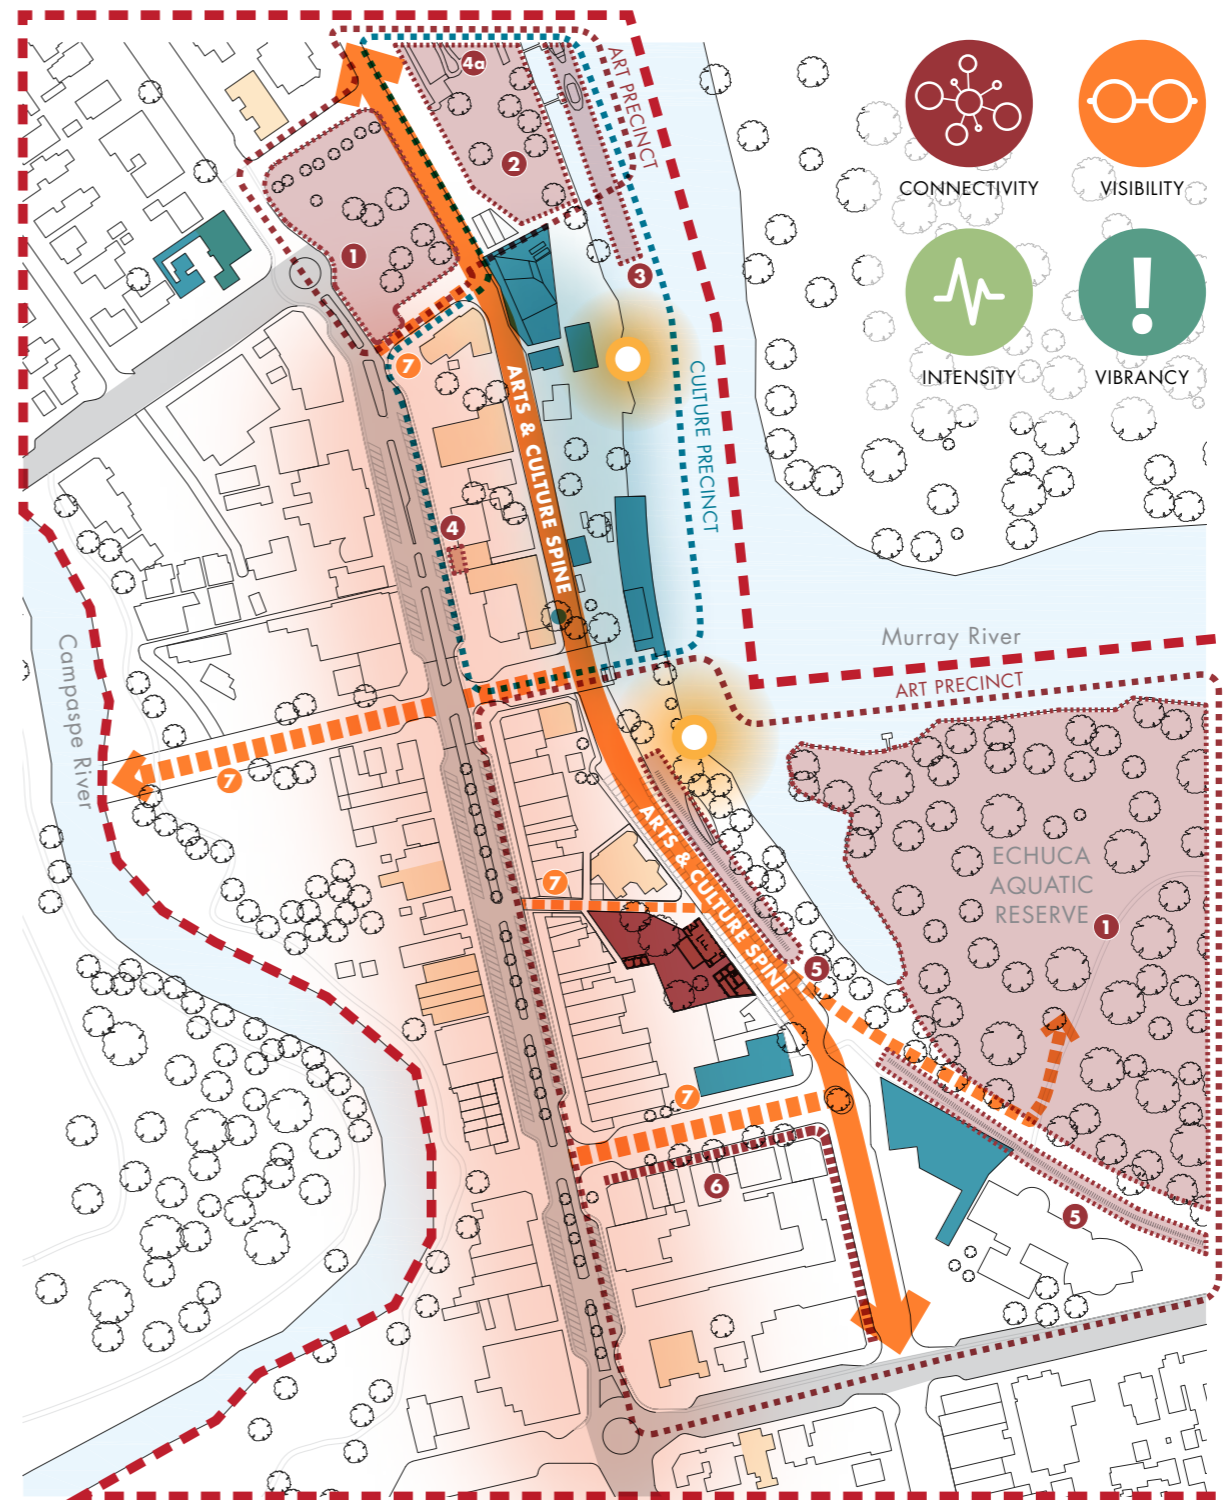 4a
ART PRECINCT
CONNECTIVITY
VISIBILITY
2
1
3
7
INTENSITY
VIBRANCY
CULTURE PRECINCT
ARTS & CULTURE SPINE
4
Murray River
ART PRECINCT
Campaspe River
7
ARTS & CULTURE SPINE
ECHUCA
AQUATIC
RESERVE
7
1
5
7
6
5